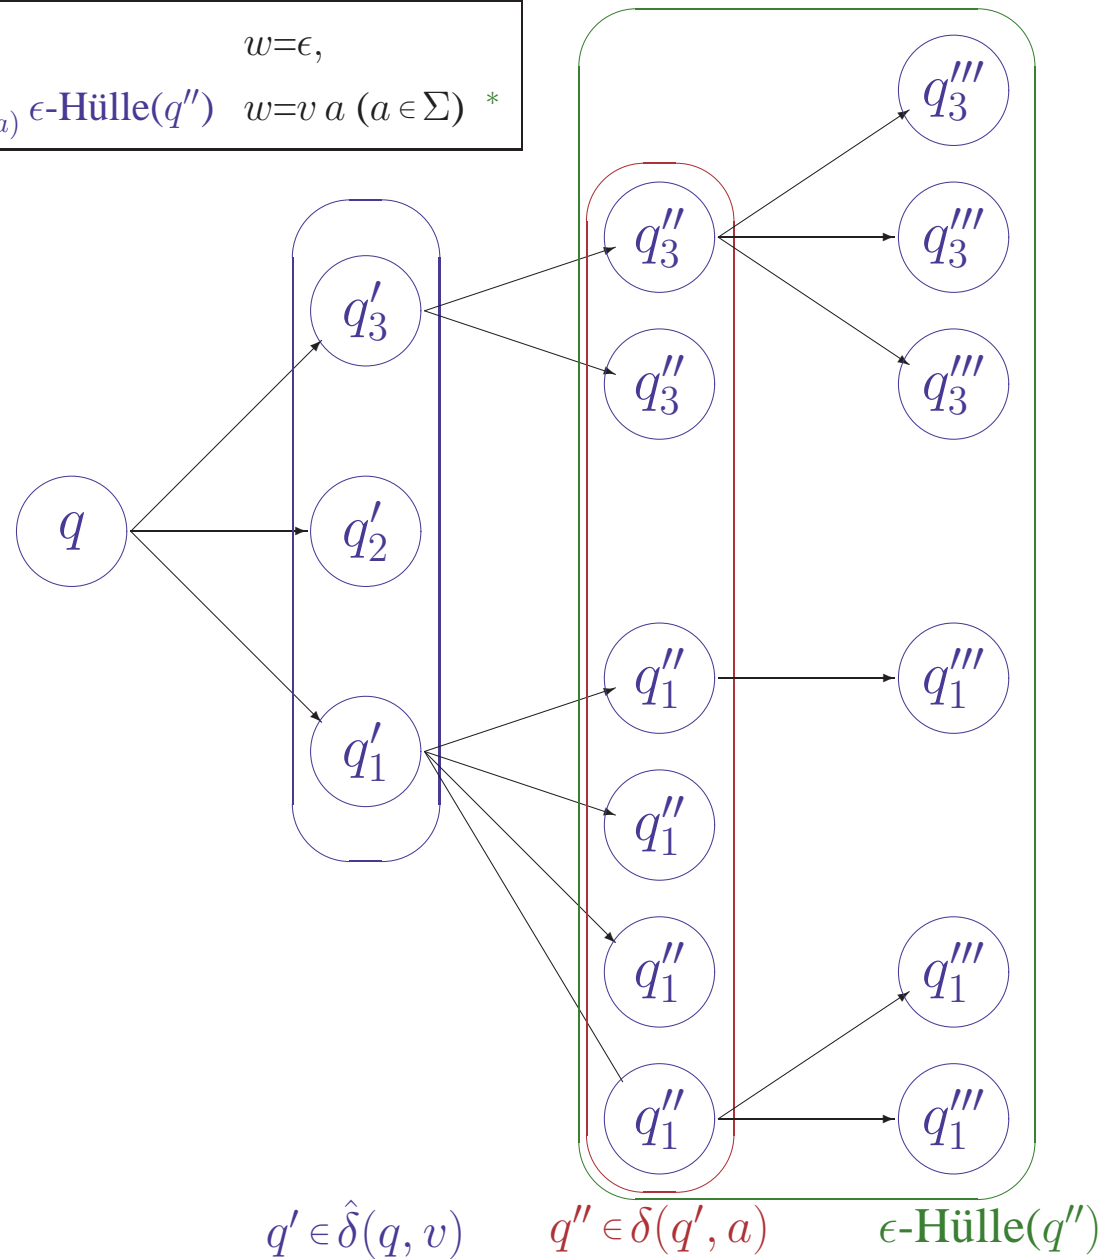 w=ϵ,
a) ϵ-Hülle(q″) w=v a (a ∈ Σ) *
q‴₃
q″₃ q‴₃
q′₃
q″₃ q‴₃
q q′₂
q″₁ q‴₁
q′₁
q″₁
q″₁ q‴₁
q″₁ q‴₁
q′ ∈ δ̂(q, v) q″ ∈ δ(q′, a) ϵ-Hülle(q″)